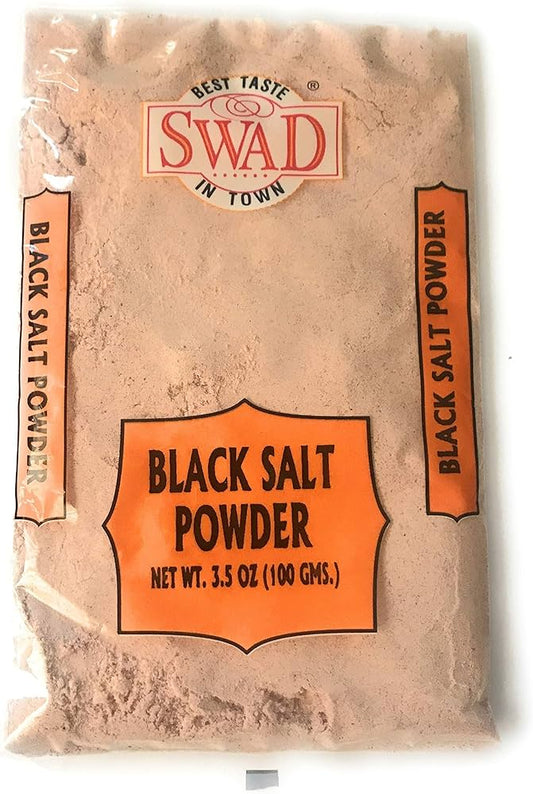 BEST TASTE
®
SWAD
IN TOWN
BLACK SALT POWDER
BLACK SALT POWDER
BLACK SALT
POWDER
NET WT. 3.5 OZ (100 GMS.)